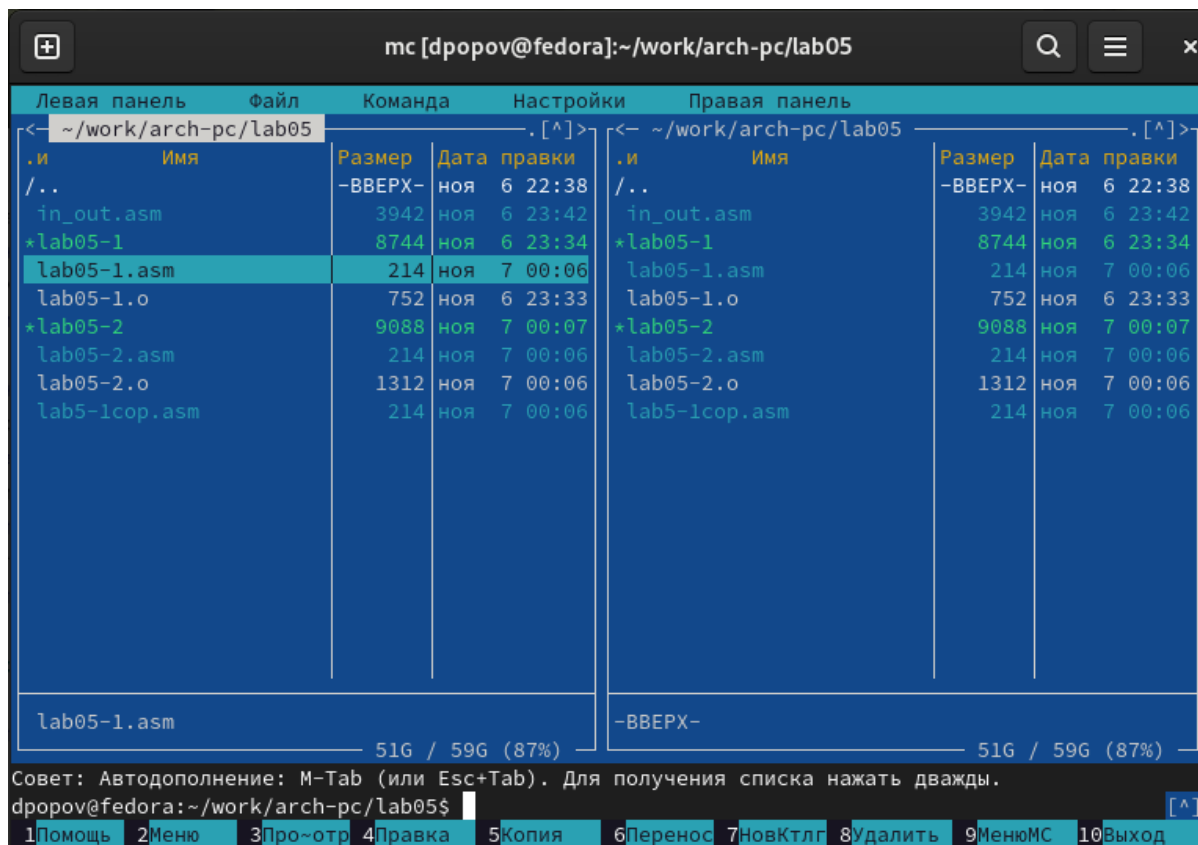 mc [dpopov@fedora]:~/work/arch-pc/lab05
Левая панель Файл Команда Настройки Правая панель
<— ~/work/arch-pc/lab05 .[^]> <— ~/work/arch-pc/lab05 .[^]>
.и Имя Размер Дата правки .и Имя Размер Дата правки
/.. -ВВЕРХ- ноя 6 22:38 /.. -ВВЕРХ- ноя 6 22:38
in_out.asm 3942 ноя 6 23:42 in_out.asm 3942 ноя 6 23:42
*lab05-1 8744 ноя 6 23:34 *lab05-1 8744 ноя 6 23:34
lab05-1.asm 214 ноя 7 00:06 lab05-1.asm 214 ноя 7 00:06
lab05-1.o 752 ноя 6 23:33 lab05-1.o 752 ноя 6 23:33
*lab05-2 9088 ноя 7 00:07 *lab05-2 9088 ноя 7 00:07
lab05-2.asm 214 ноя 7 00:06 lab05-2.asm 214 ноя 7 00:06
lab05-2.o 1312 ноя 7 00:06 lab05-2.o 1312 ноя 7 00:06
lab5-1cop.asm 214 ноя 7 00:06 lab5-1cop.asm 214 ноя 7 00:06
lab05-1.asm -ВВЕРХ-
51G / 59G (87%) 51G / 59G (87%)
Совет: Автодополнение: M-Tab (или Esc+Tab). Для получения списка нажать дважды.
dpopov@fedora:~/work/arch-pc/lab05$ [^]
1Помощь 2Меню 3Про~отр 4Правка 5Копия 6Перенос 7НовКтлг 8Удалить 9МенюMC 10Выход